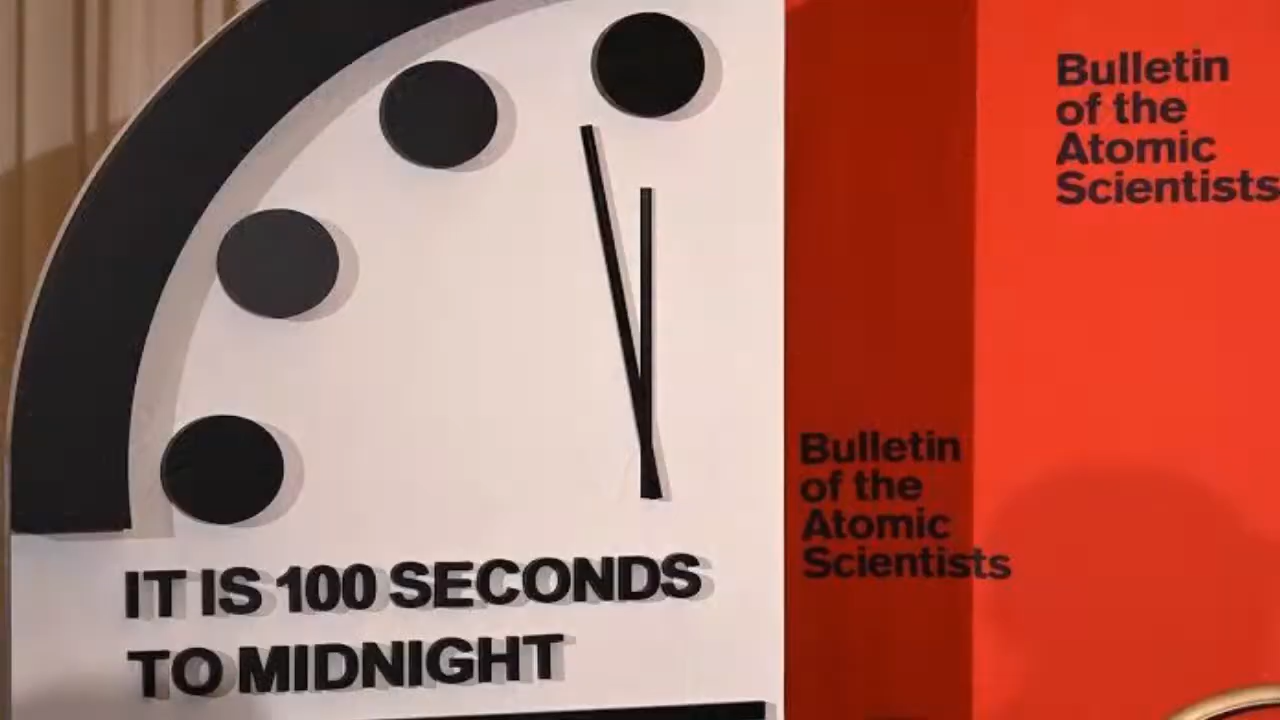 Bulletin
of the
Atomic
Scientists
Bulletin
of the
Atomic
Scientists
IT IS 100 SECONDS
TO MIDNIGHT